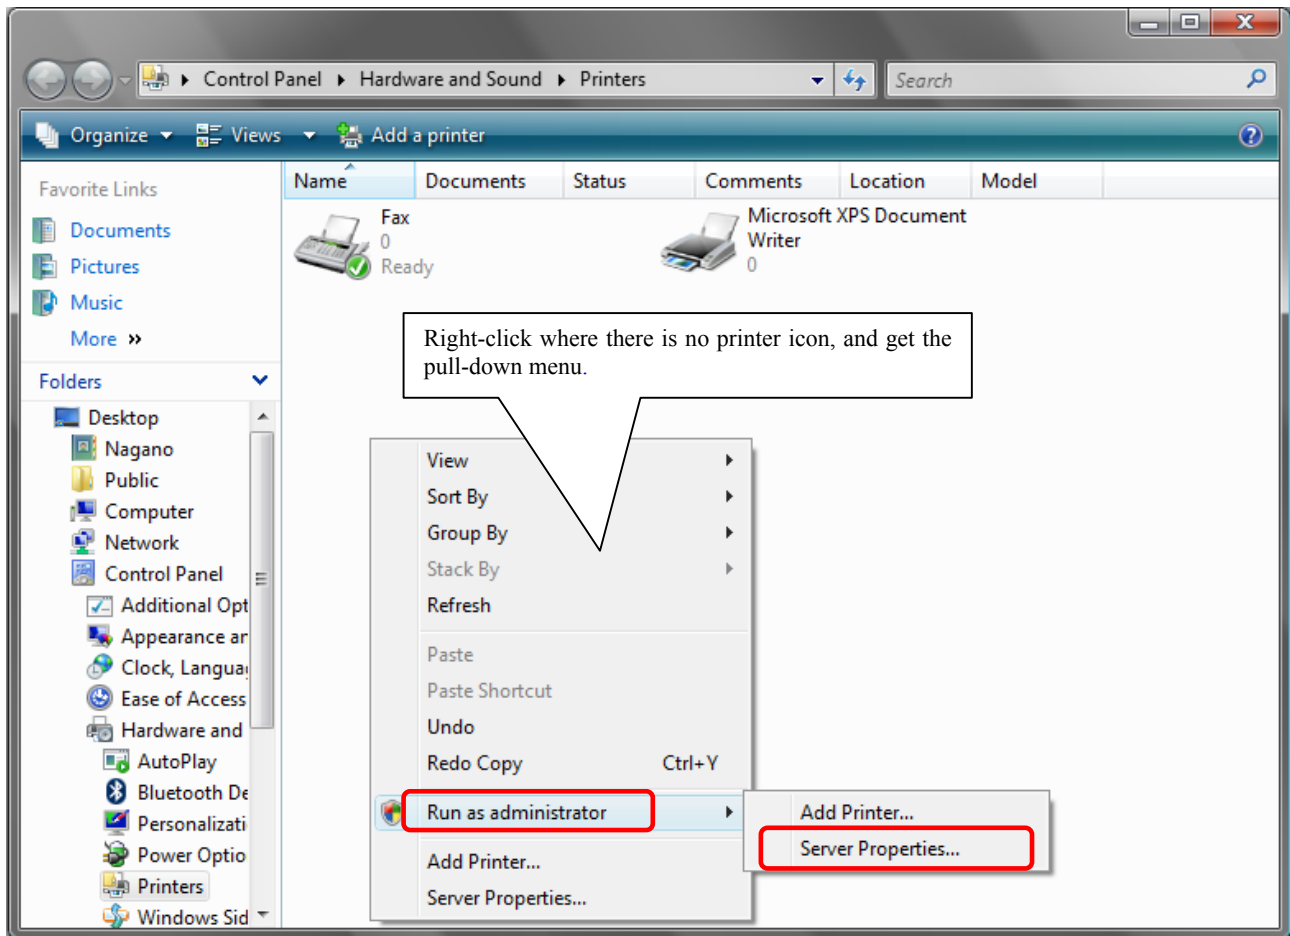 Control Panel Hardware and Sound Printers
Search
Organize Views Add a printer
Favorite Links
Documents
Pictures
Music
More »
Folders
Desktop
Nagano
Public
Computer
Network
Control Panel
Additional Opt
Appearance an
Clock, Languag
Ease of Access
Hardware and
AutoPlay
Bluetooth De
Personalizati
Power Optio
Printers
Windows Sid
Name Documents Status Comments Location Model
Fax
0
Ready
Microsoft XPS Document
Writer
0
Right-click where there is no printer icon, and get the
pull-down menu.
View
Sort By
Group By
Stack By
Refresh
Paste
Paste Shortcut
Undo
Redo Copy Ctrl+Y
Run as administrator
Add Printer...
Server Properties...
Add Printer...
Server Properties...